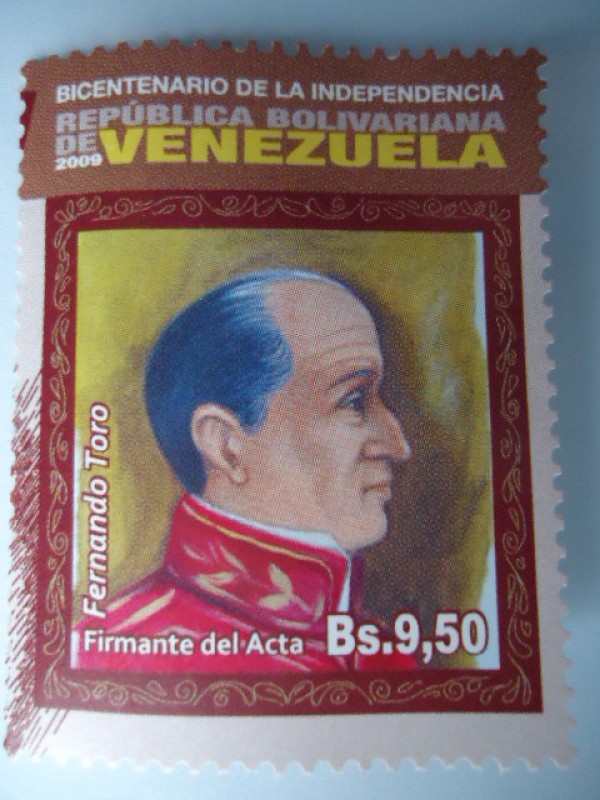 BICENTENARIO DE LA INDEPENDENCIA
REPÚBLICA BOLIVARIANA
DE VENEZUELA
2009
Fernando Toro
Firmante del Acta
Bs.9,50